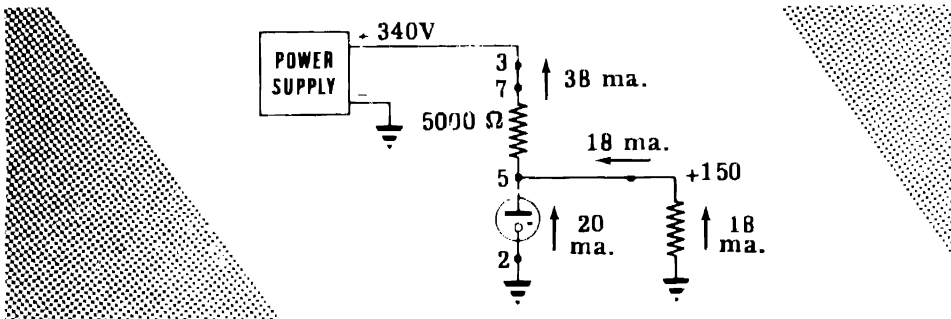 + 340V
POWER
SUPPLY
−
3
7
38 ma.
5000 Ω
18 ma.
5
+150
20
ma.
18
ma.
2